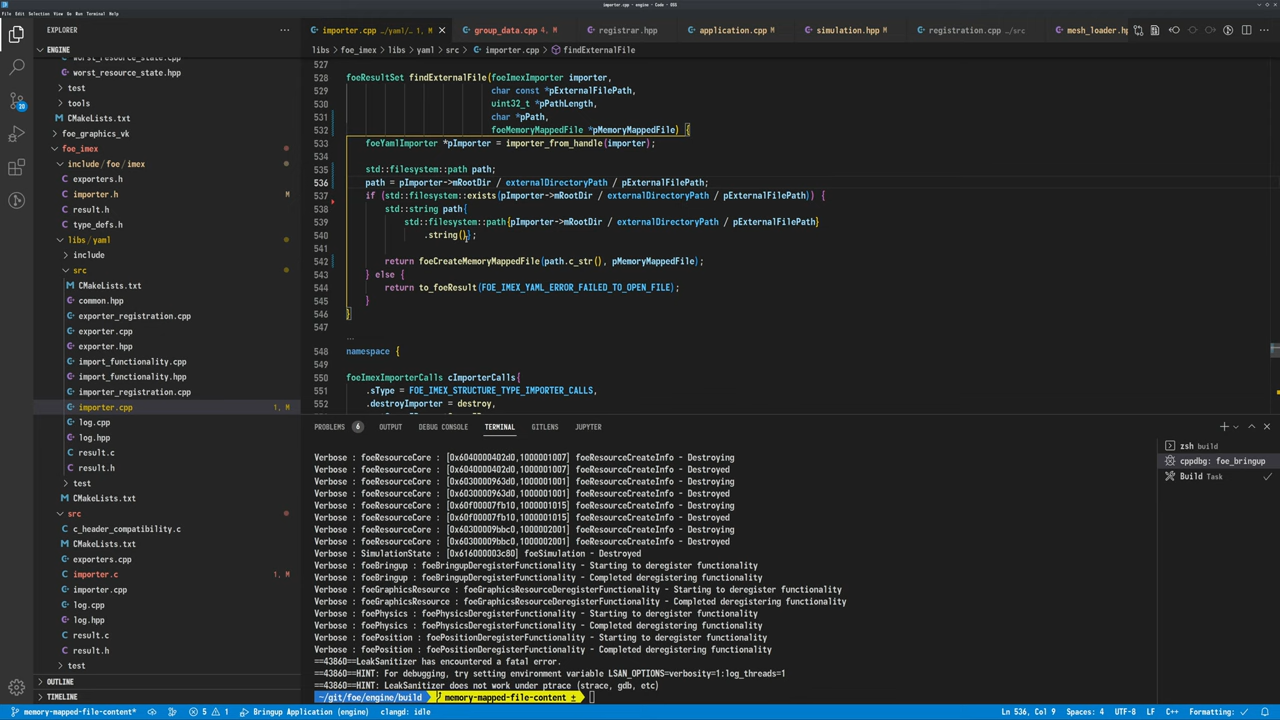 importer.cpp - engine - Code - OSS
File Edit Selection View Go Run Terminal Help
EXPLORER ...
importer.cpp .../yaml/... 1, M
group_data.cpp 4, M
registrar.hpp
application.cpp M
simulation.hpp
registration.cpp .../src
mesh_loader.hp
ENGINE
libs > foe_imex > libs > yaml > src > importer.cpp > findExternalFile
worst_resource_state.hpp
test
tools
CMakeLists.txt
foe_graphics_vk
foe_imex
include/foe/imex
exporters.h
importer.h M
result.h
type_defs.h
libs/yaml
include
src
CMakeLists.txt
common.hpp
exporter_registration.cpp
exporter.cpp
exporter.hpp
import_functionality.cpp
import_functionality.hpp
importer_registration.cpp
importer.cpp 1, M
log.cpp
log.hpp
result.c
result.h
test
CMakeLists.txt
src
c_header_compatibility.c
CMakeLists.txt
exporters.cpp
importer.c 1, M
importer.cpp
log.cpp
log.hpp
result.c
result.h
test
OUTLINE
TIMELINE
527
528 foeResultSet findExternalFile(foeImexImporter importer,
529 char const *pExternalFilePath,
530 uint32_t *pPathLength,
531 char *pPath,
532 foeMemoryMappedFile *pMemoryMappedFile) {
533 foeYamlImporter *pImporter = importer_from_handle(importer);
534
535 std::filesystem::path path;
536 path = pImporter->mRootDir / externalDirectoryPath / pExternalFilePath;
537 if (std::filesystem::exists(pImporter->mRootDir / externalDirectoryPath / pExternalFilePath)) {
538 std::string path{
539 std::filesystem::path{pImporter->mRootDir / externalDirectoryPath / pExternalFilePath}
540 .string()};
541
542 return foeCreateMemoryMappedFile(path.c_str(), pMemoryMappedFile);
543 } else {
544 return to_foeResult(FOE_IMEX_YAML_ERROR_FAILED_TO_OPEN_FILE);
545 }
546 }
547
...
548 namespace {
549
550 foeImexImporterCalls cImporterCalls{
551 .sType = FOE_IMEX_STRUCTURE_TYPE_IMPORTER_CALLS,
552 .destroyImporter = destroy,
PROBLEMS 6 OUTPUT DEBUG CONSOLE TERMINAL GITLENS JUPYTER
zsh build
cppdbg: foe_bringup
Build Task
Verbose : foeResourceCore : [0x6040000402d0,1000001007] foeResourceCreateInfo - Destroying
Verbose : foeResourceCore : [0x6040000402d0,1000001007] foeResourceCreateInfo - Destroyed
Verbose : foeResourceCore : [0x6030000963d0,1000001001] foeResourceCreateInfo - Destroying
Verbose : foeResourceCore : [0x6030000963d0,1000001001] foeResourceCreateInfo - Destroyed
Verbose : foeResourceCore : [0x60f00007fb10,1000001015] foeResourceCreateInfo - Destroying
Verbose : foeResourceCore : [0x60f00007fb10,1000001015] foeResourceCreateInfo - Destroyed
Verbose : foeResourceCore : [0x60300009bbc0,1000002001] foeResourceCreateInfo - Destroying
Verbose : foeResourceCore : [0x60300009bbc0,1000002001] foeResourceCreateInfo - Destroyed
Verbose : SimulationState : [0x616000003c80] foeSimulation - Destroyed
Verbose : foeBringup : foeBringupDeregisterFunctionality - Starting to deregister functionality
Verbose : foeBringup : foeBringupDeregisterFunctionality - Completed deregistering functionality
Verbose : foeGraphicsResource : foeGraphicsResourceDeregisterFunctionality - Starting to deregister functionality
Verbose : foeGraphicsResource : foeGraphicsResourceDeregisterFunctionality - Completed deregistering functionality
Verbose : foePhysics : foePhysicsDeregisterFunctionality - Starting to deregister functionality
Verbose : foePhysics : foePhysicsDeregisterFunctionality - Completed deregistering functionality
Verbose : foePosition : foePositionDeregisterFunctionality - Starting to deregister functionality
Verbose : foePosition : foePositionDeregisterFunctionality - Completed deregistering functionality
==43860==LeakSanitizer has encountered a fatal error.
==43860==HINT: For debugging, try setting environment variable LSAN_OPTIONS=verbosity=1:log_threads=1
==43860==HINT: LeakSanitizer does not work under ptrace (strace, gdb, etc)
~/git/foe/engine/build memory-mapped-file-content ±
memory-mapped-file-content* 5 1 Bringup Application (engine) clangd: idle
Ln 536, Col 9 Spaces: 4 UTF-8 LF C++ Formatting: ✓